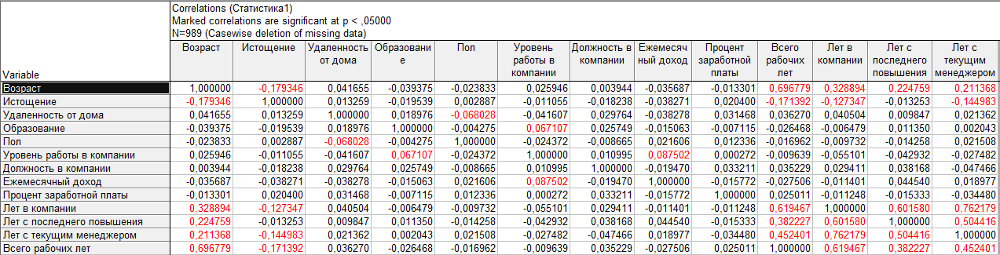 Correlations (Статистика1)
Marked correlations are significant at p < ,05000
N=989 (Casewise deletion of missing data)
Variable Возраст Истощение Удаленность от дома Образование Пол Уровень работы в компании Должность в компании Ежемесячный доход Процент заработной платы Всего рабочих лет Лет в компании Лет с последнего повышения Лет с текущим менеджером
Возраст 1,000000 -0,179346 0,041655 -0,039375 -0,023833 0,025946 0,003944 -0,035687 -0,013301 0,696779 0,328894 0,224759 0,211368
Истощение -0,179346 1,000000 0,013259 -0,019539 0,002887 -0,011055 -0,018238 -0,038271 0,020400 -0,171392 -0,127347 -0,013253 -0,144983
Удаленность от дома 0,041655 0,013259 1,000000 0,018976 -0,068028 -0,041607 0,029764 -0,038278 0,031468 0,036270 0,040504 0,009847 0,021362
Образование -0,039375 -0,019539 0,018976 1,000000 -0,004275 0,067107 0,025749 -0,015063 -0,007115 -0,026468 -0,006479 0,011350 0,002043
Пол -0,023833 0,002887 -0,068028 -0,004275 1,000000 -0,024372 -0,008665 0,021606 0,012336 -0,016962 -0,009732 -0,014258 0,021508
Уровень работы в компании 0,025946 -0,011055 -0,041607 0,067107 -0,024372 1,000000 0,010995 0,087502 0,000272 -0,009639 -0,055101 -0,042932 -0,027482
Должность в компании 0,003944 -0,018238 0,029764 0,025749 -0,008665 0,010995 1,000000 -0,019470 0,033211 0,035229 0,029411 0,038168 -0,047466
Ежемесячный доход -0,035687 -0,038271 -0,038278 -0,015063 0,021606 0,087502 -0,019470 1,000000 -0,015772 -0,027506 -0,011401 0,044540 0,018977
Процент заработной платы -0,013301 0,020400 0,031468 -0,007115 0,012336 0,000272 0,033211 -0,015772 1,000000 0,025011 -0,011248 -0,015333 -0,034480
Лет в компании 0,328894 -0,127347 0,040504 -0,006479 -0,009732 -0,055101 0,029411 -0,011401 -0,011248 0,619467 1,000000 0,601580 0,762179
Лет с последнего повышения 0,224759 -0,013253 0,009847 0,011350 -0,014258 -0,042932 0,038168 0,044540 -0,015333 0,382227 0,601580 1,000000 0,504416
Лет с текущим менеджером 0,211368 -0,144983 0,021362 0,002043 0,021508 -0,027482 -0,047466 0,018977 -0,034480 0,452401 0,762179 0,504416 1,000000
Всего рабочих лет 0,696779 -0,171392 0,036270 -0,026468 -0,016962 -0,009639 0,035229 -0,027506 0,025011 1,000000 0,619467 0,382227 0,452401